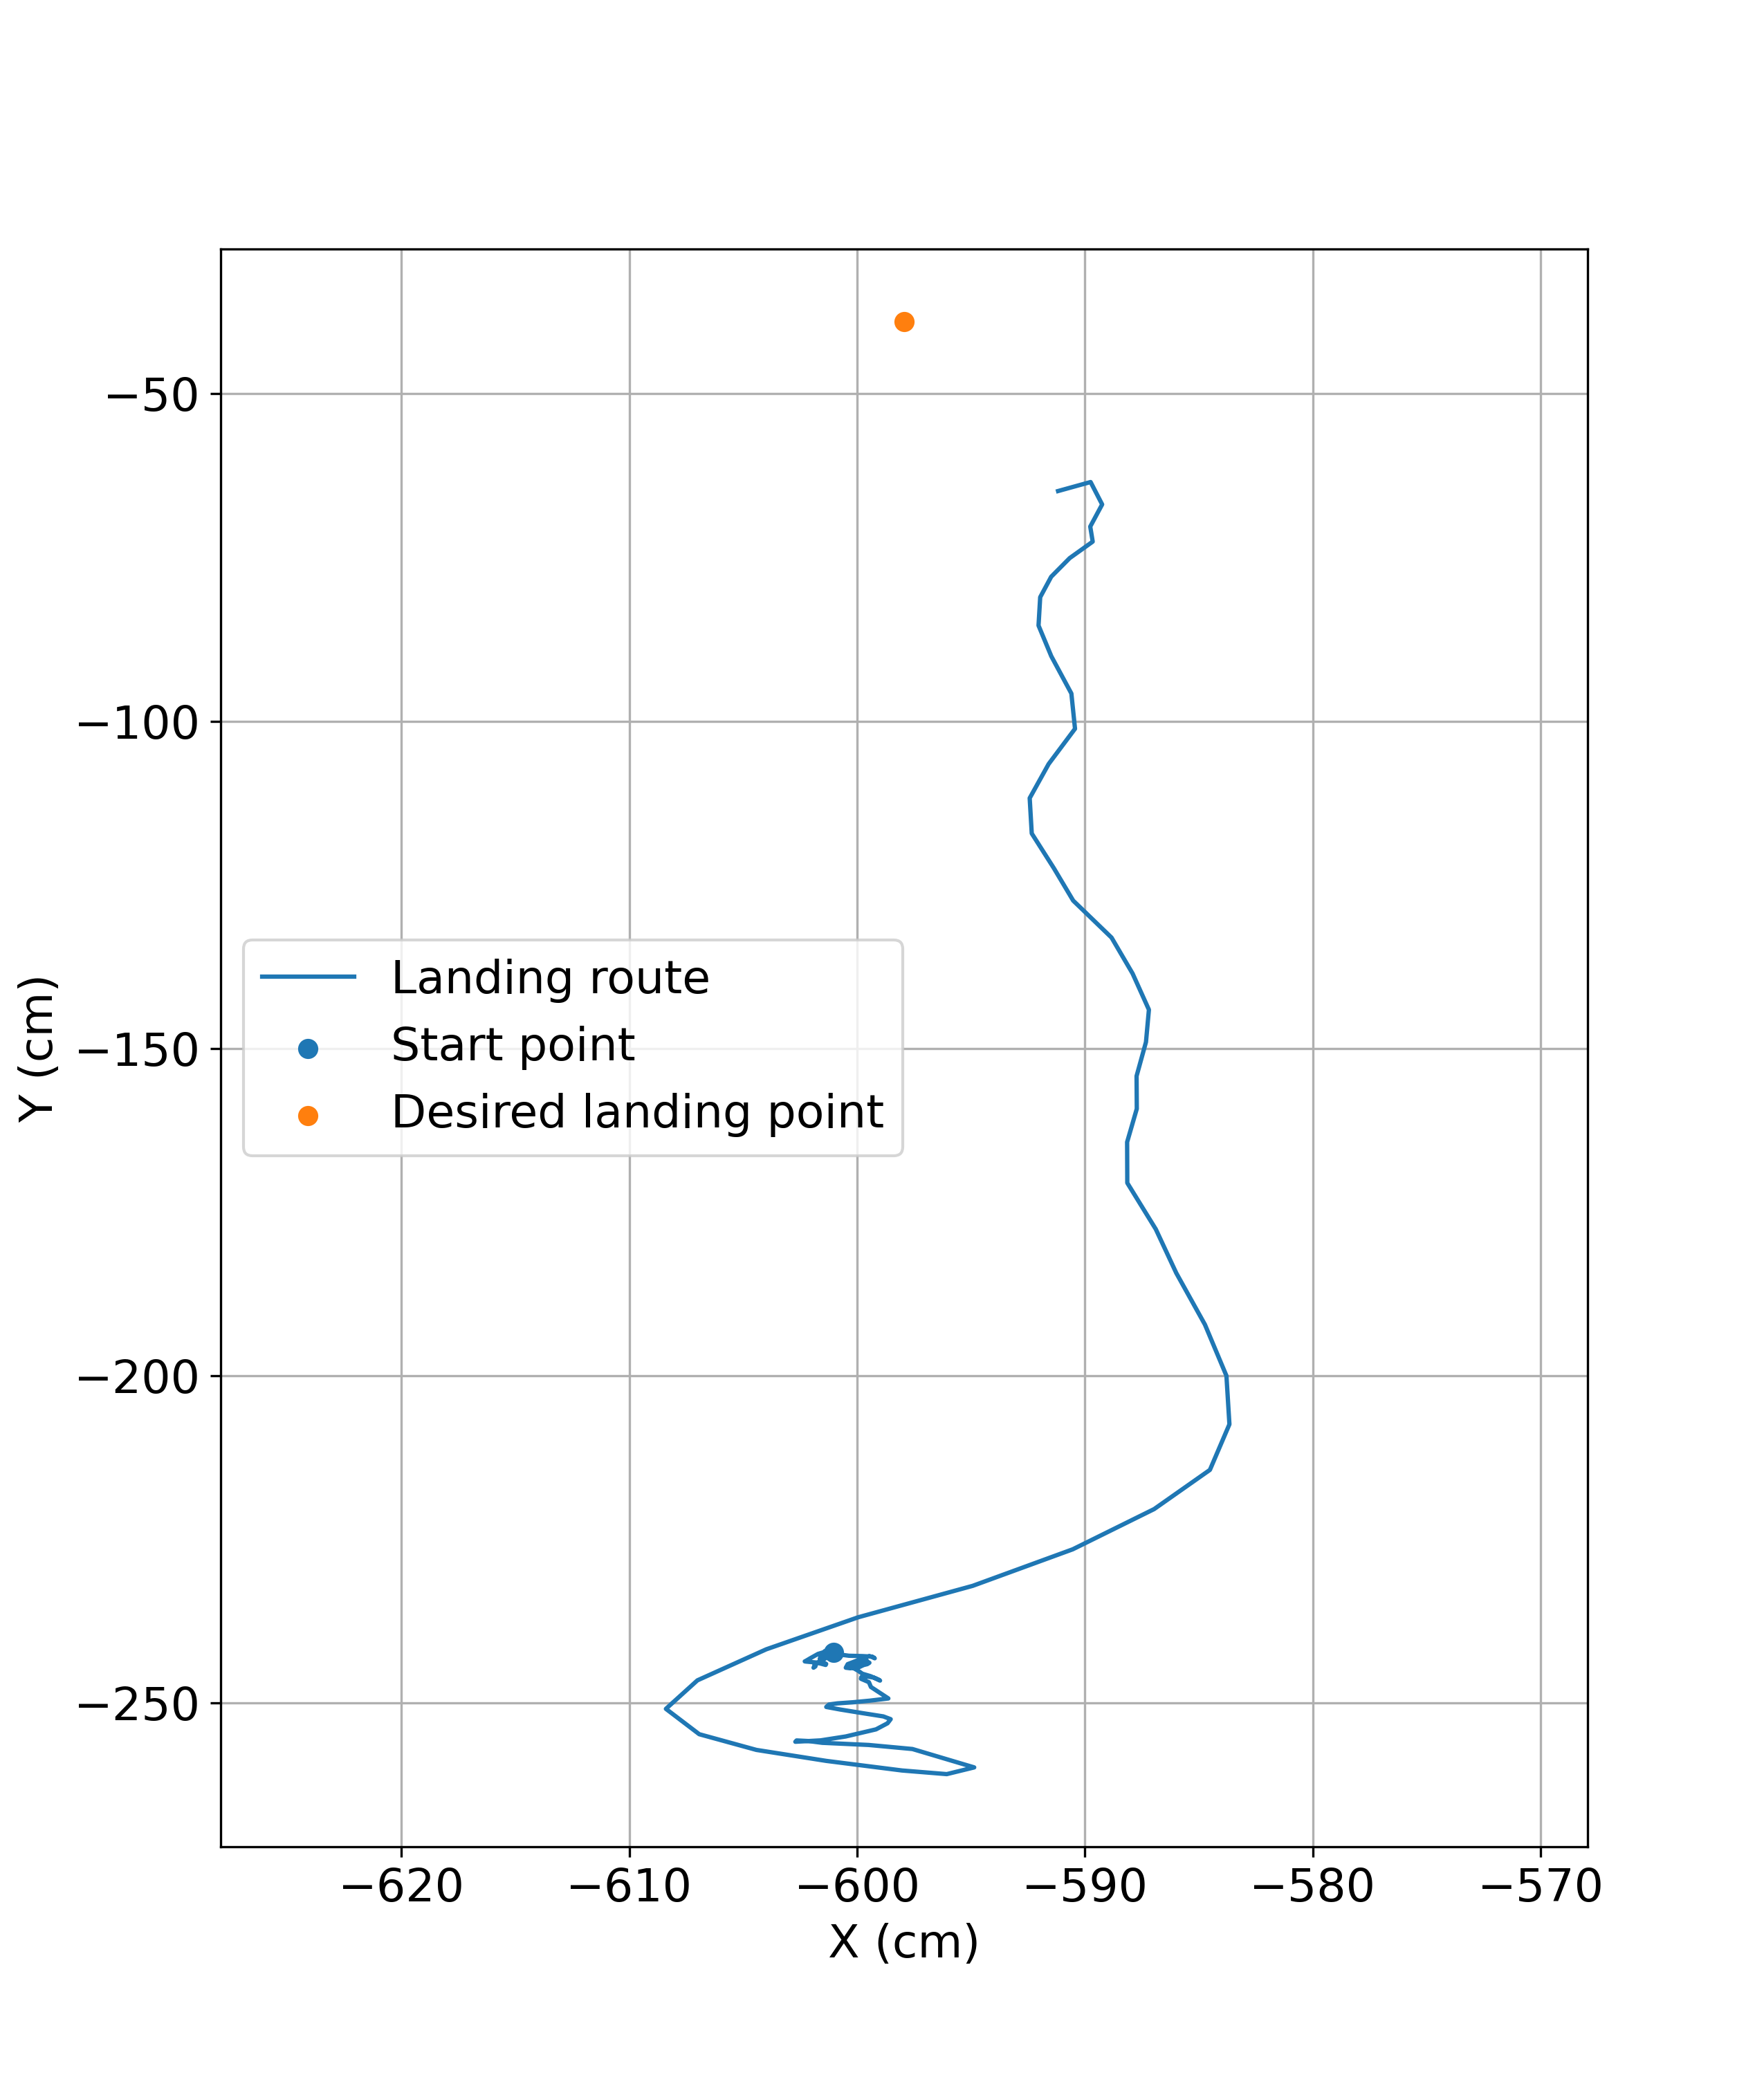 −50
−100
−150
−200
−250
Y (cm)
Landing route
Start point
Desired landing point
−620 −610 −600 −590 −580 −570
X (cm)